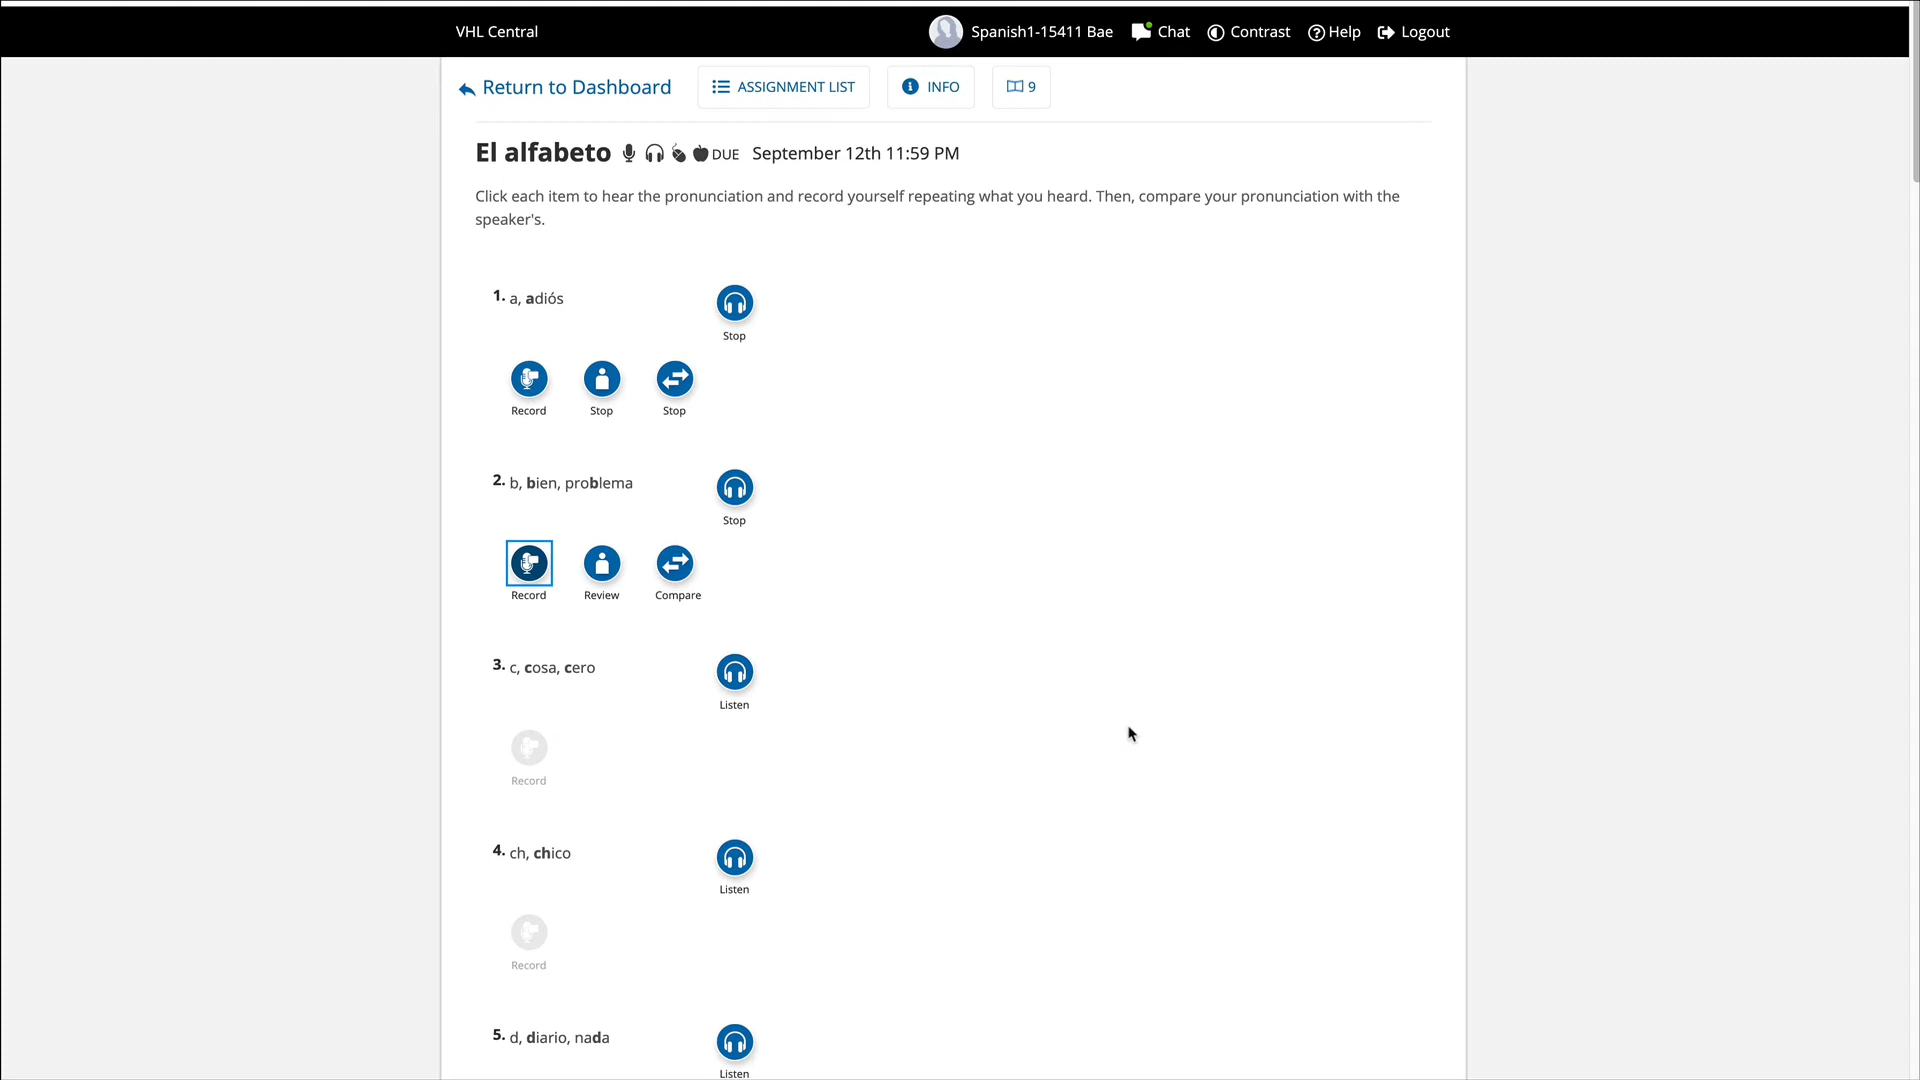 VHL Central
Spanish1-15411 Bae Chat Contrast Help Logout
Return to Dashboard ASSIGNMENT LIST INFO 9
El alfabeto DUE September 12th 11:59 PM
Click each item to hear the pronunciation and record yourself repeating what you heard. Then, compare your pronunciation with the
speaker's.
1. a, adiós
Stop
Record Stop Stop
2. b, bien, problema
Stop
Record Review Compare
3. c, cosa, cero
Listen
Record
4. ch, chico
Listen
Record
5. d, diario, nada
Listen